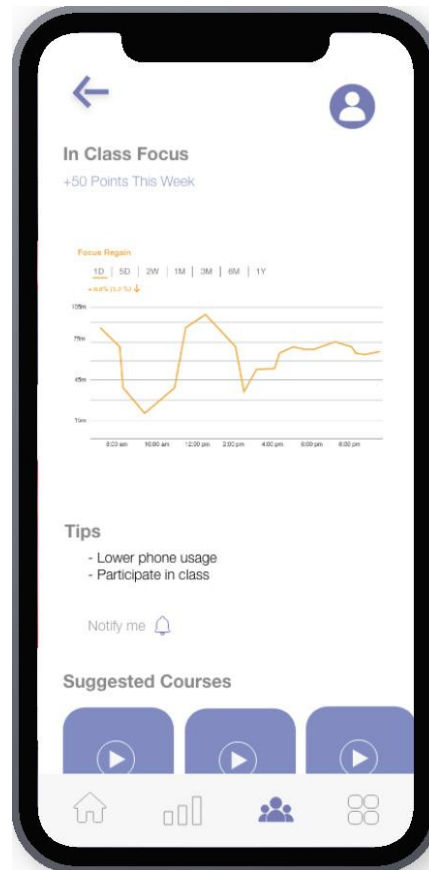 In Class Focus
+50 Points This Week
Focus Regain
1D | 5D | 2W | 1M | 3M | 6M | 1Y
105m
75m
45m
15m
8:00 am 10:00 am 12:00 pm 2:00 pm 4:00 pm 6:00 pm 8:00 pm
Tips
- Lower phone usage
- Participate in class
Notify me
Suggested Courses